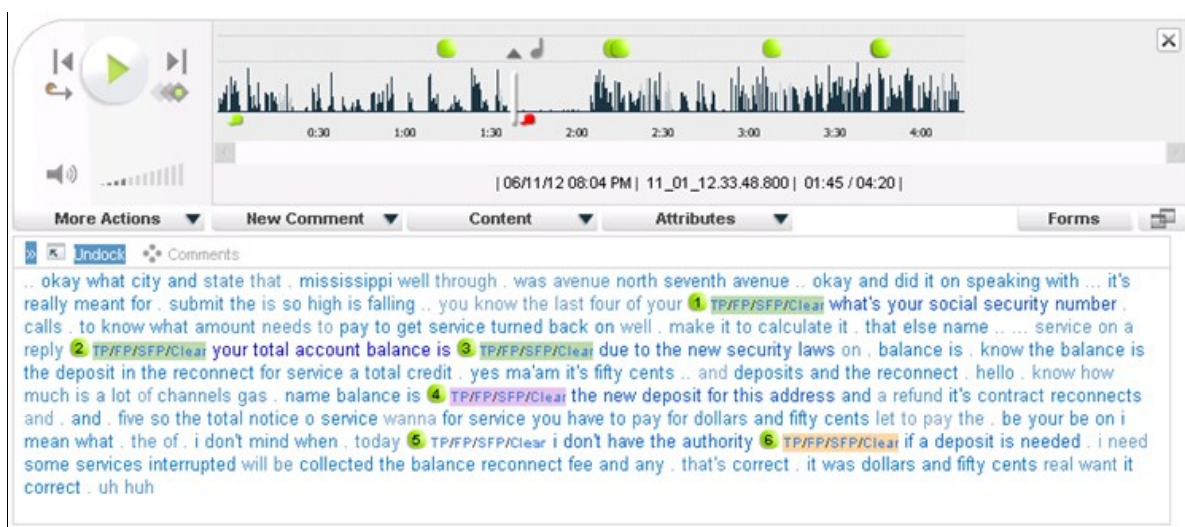 0:30 1:00 1:30 2:00 2:30 3:00 3:30 4:00
| 06/11/12 08:04 PM | 11_01_12.33.48.800 | 01:45 / 04:20 |
More Actions New Comment Content Attributes Forms
» Undock Comments
.. okay what city and state that . mississippi well through . was avenue north seventh avenue .. okay and did it on speaking with ... it's
really meant for . submit the is so high is falling .. you know the last four of your 1 TP/FP/SFP/Clear what's your social security number .
calls . to know what amount needs to pay to get service turned back on well . make it to calculate it . that else name .. ... service on a
reply 2 TP/FP/SFP/Clear your total account balance is 3 TP/FP/SFP/Clear due to the new security laws on . balance is . know the balance is
the deposit in the reconnect for service a total credit . yes ma'am it's fifty cents .. and deposits and the reconnect . hello . know how
much is a lot of channels gas . name balance is 4 TP/FP/SFP/Clear the new deposit for this address and a refund it's contract reconnects
and . and . five so the total notice o service wanna for service you have to pay for dollars and fifty cents let to pay the . be your be on i
mean what . the of . i don't mind when . today 5 TP/FP/SFP/Clear i don't have the authority 6 TP/FP/SFP/Clear if a deposit is needed . i need
some services interrupted will be collected the balance reconnect fee and any . that's correct . it was dollars and fifty cents real want it
correct . uh huh